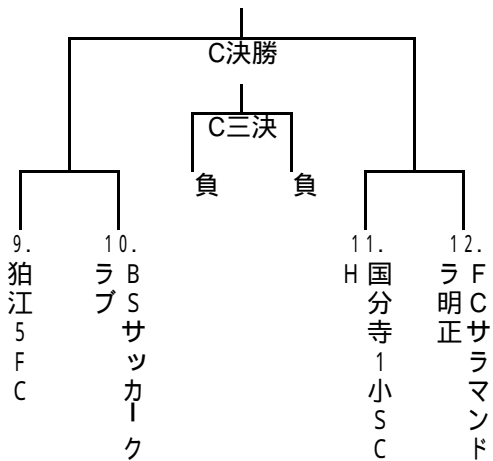 C決勝
C三決
負
負
9.
狛江5FC
10.
BSサッカーク
ラブ
11.
国分寺1小SC
H
12.
FCサラマンド
ラ明正